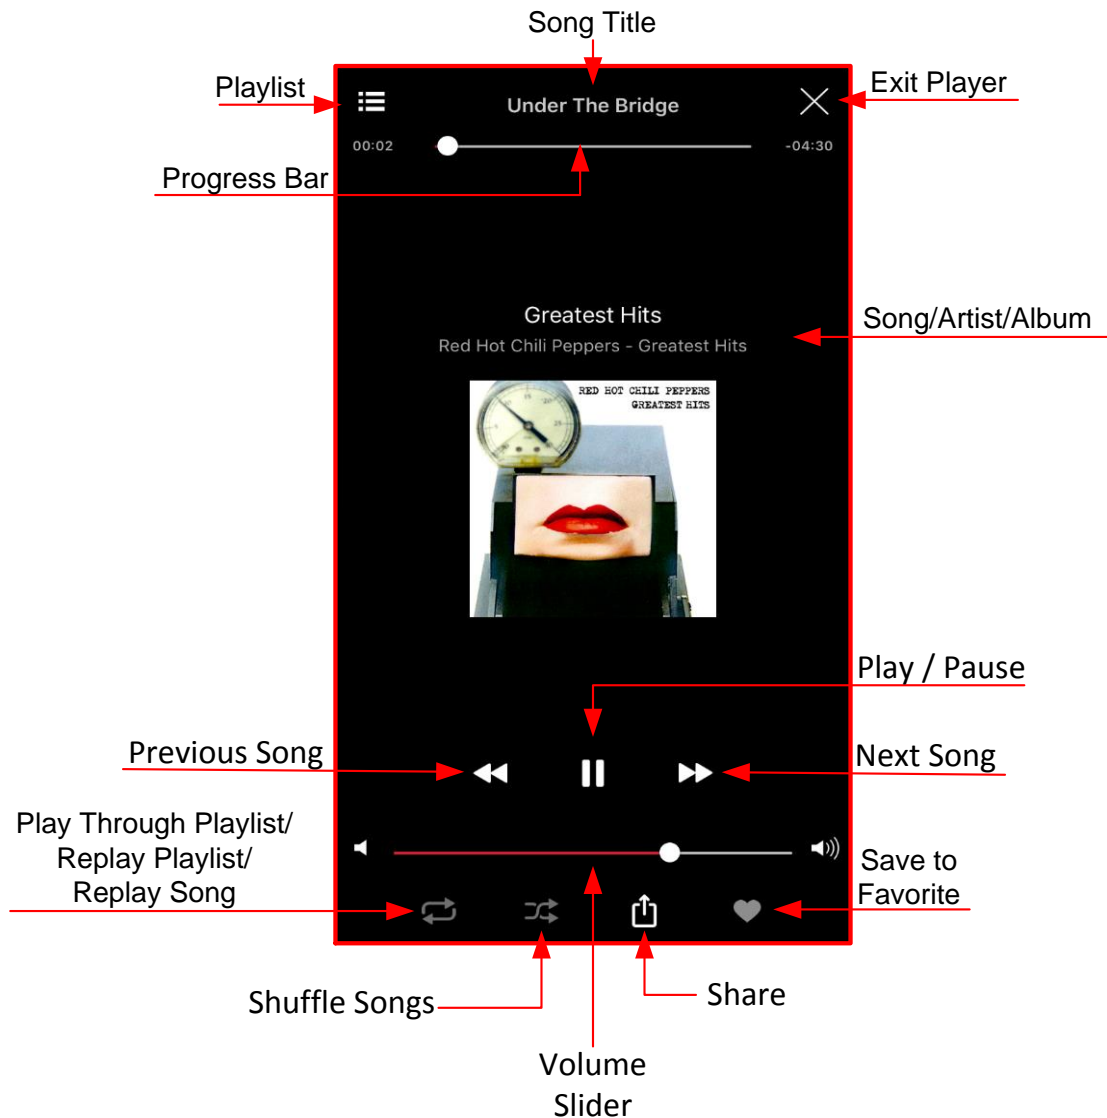 Song Title
Playlist
Exit Player
Under The Bridge
00:02
-04:30
Progress Bar
Greatest Hits
Song/Artist/Album
Red Hot Chili Peppers - Greatest Hits
RED HOT CHILI PEPPERS
GREATEST HITS
Play / Pause
Previous Song
Next Song
Play Through Playlist/
Replay Playlist/
Replay Song
Save to
Favorite
Shuffle Songs
Share
Volume
Slider